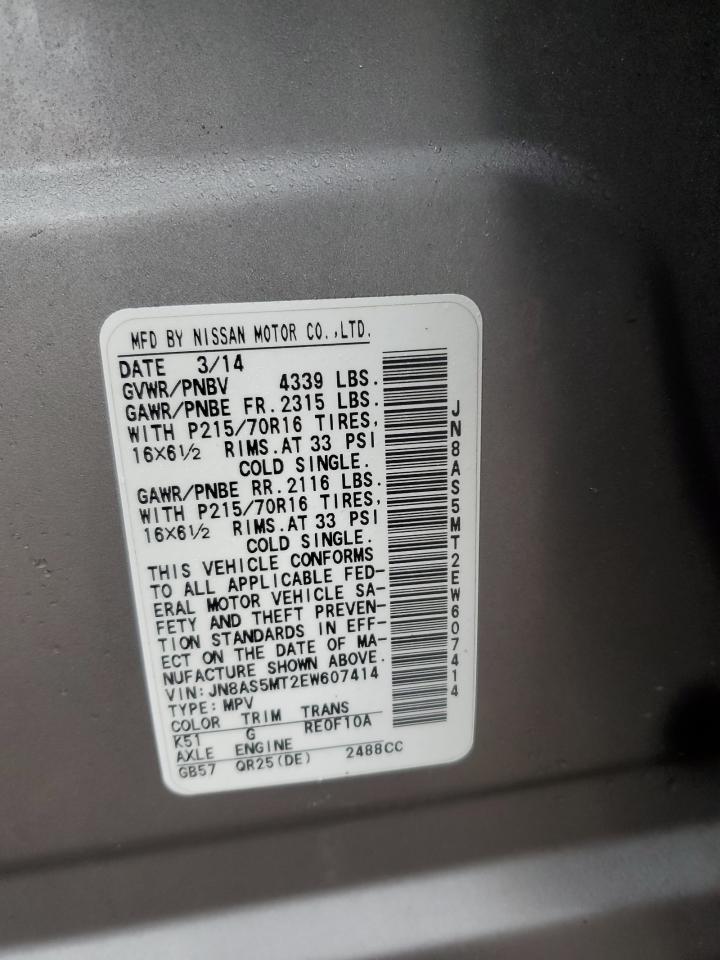 MFD BY NISSAN MOTOR CO.,LTD.
DATE 3/14
GVWR/PNBV 4339 LBS.
GAWR/PNBE FR.2315 LBS.
WITH P215/70R16 TIRES,
16X6½ RIMS.AT 33 PSI
COLD SINGLE.
GAWR/PNBE RR.2116 LBS.
WITH P215/70R16 TIRES,
16X6½ RIMS.AT 33 PSI
COLD SINGLE.
THIS VEHICLE CONFORMS
TO ALL APPLICABLE FED-
ERAL MOTOR VEHICLE SA-
FETY AND THEFT PREVEN-
TION STANDARDS IN EFF-
ECT ON THE DATE OF MA-
NUFACTURE SHOWN ABOVE.
VIN: JN8AS5MT2EW607414
TYPE: MPV
COLOR TRIM TRANS
K51 G RE0F10A
AXLE ENGINE
GB57 QR25(DE) 2488CC
JN8AS5MT2EW607414